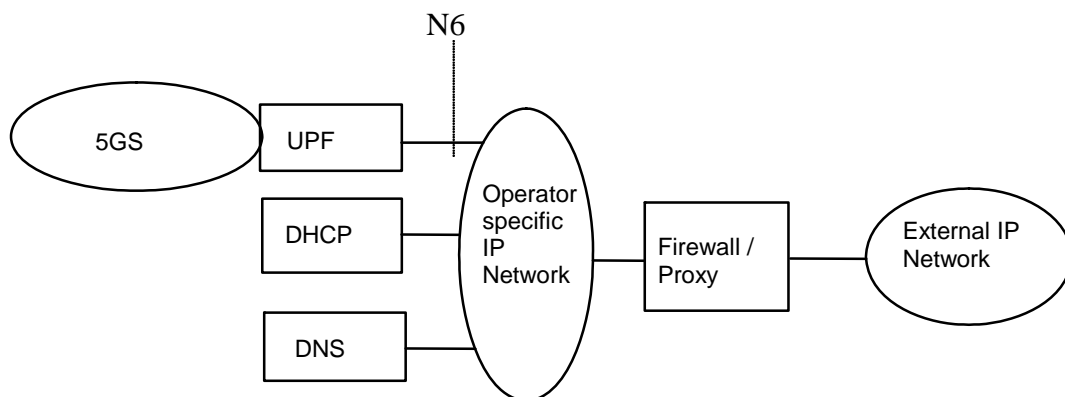 N6
5GS
UPF
DHCP
DNS
Operator
specific
IP
Network
Firewall /
Proxy
External IP
Network